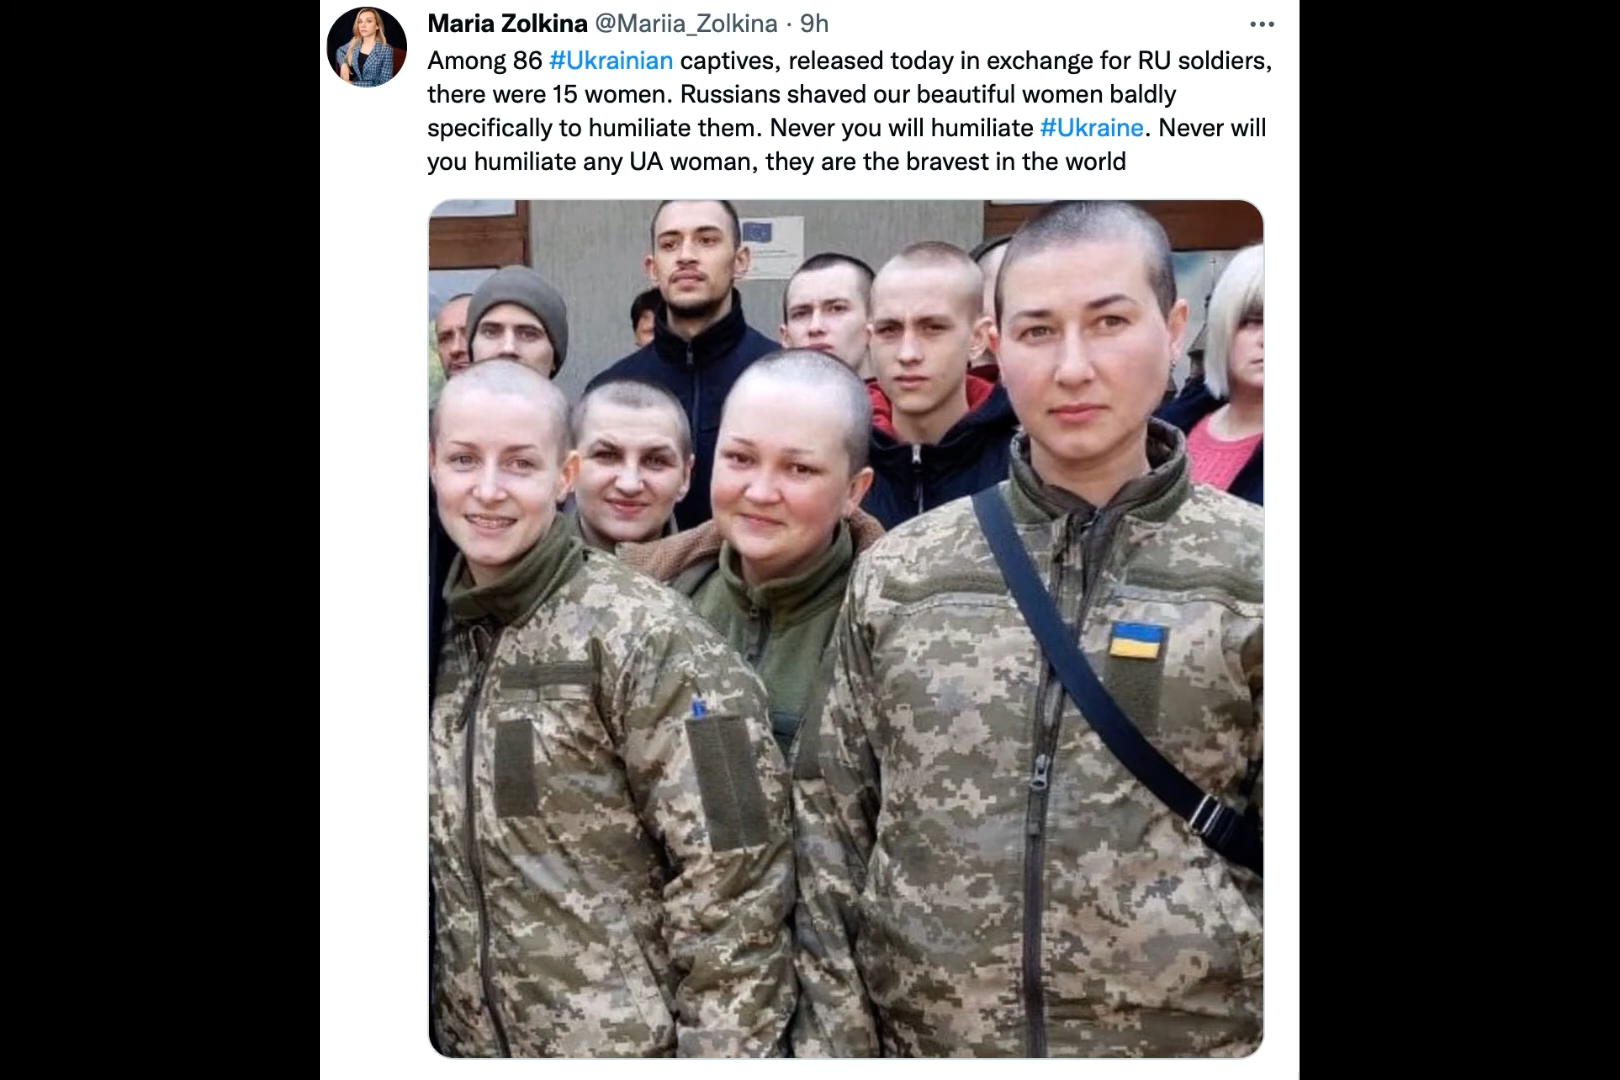 Maria Zolkina @Mariia_Zolkina · 9h
Among 86 #Ukrainian captives, released today in exchange for RU soldiers,
there were 15 women. Russians shaved our beautiful women baldly
specifically to humiliate them. Never you will humiliate #Ukraine. Never will
you humiliate any UA woman, they are the bravest in the world